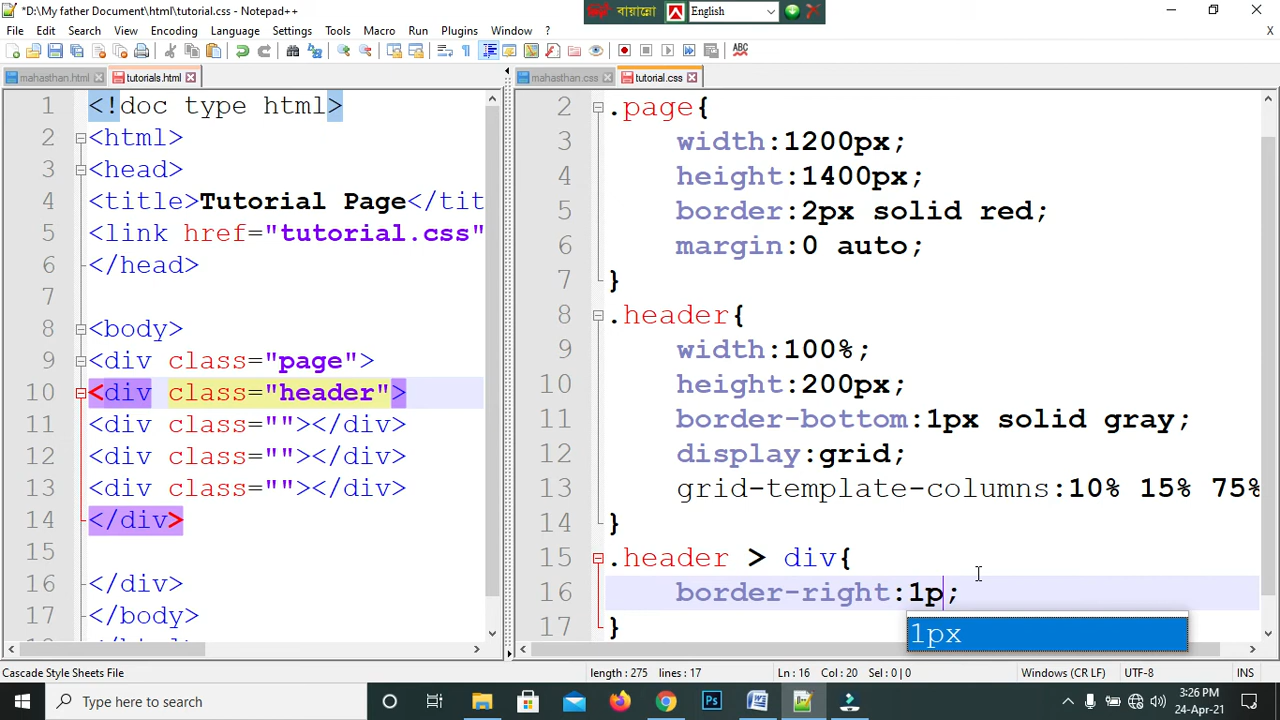 *D:\My father Document\html\tutorial.css - Notepad++
বায়ান্নো English
File Edit Search View Encoding Language Settings Tools Macro Run Plugins Window ? X
mahasthan.html tutorials.html
mahasthan.css tutorial.css
1 <!doc type html>
2 <html>
3 <head>
4 <title>Tutorial Page</tit
5 <link href="tutorial.css"
6 </head>
7
8 <body>
9 <div class="page">
10 <div class="header">
11 <div class=""></div>
12 <div class=""></div>
13 <div class=""></div>
14 </div>
15
16 </div>
17 </body>
2 .page{
3 width:1200px;
4 height:1400px;
5 border:2px solid red;
6 margin:0 auto;
7 }
8 .header{
9 width:100%;
10 height:200px;
11 border-bottom:1px solid gray;
12 display:grid;
13 grid-template-columns:10% 15% 75%
14 }
15 .header > div{
16 border-right:1p;
1px
17 }
Cascade Style Sheets File length : 275 lines : 17 Ln : 16 Col : 20 Sel : 0 | 0 Windows (CR LF) UTF-8 INS
Type here to search
3:26 PM
24-Apr-21